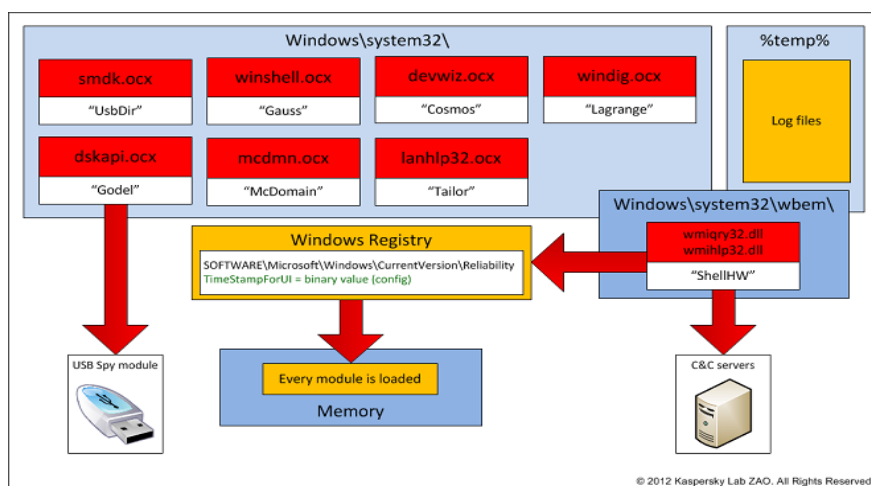 Windows\system32\
%temp%
smdk.ocx
"UsbDir"
winshell.ocx
"Gauss"
devwiz.ocx
"Cosmos"
windig.ocx
"Lagrange"
Log files
dskapi.ocx
"Godel"
mcdmn.ocx
"McDomain"
lanhlp32.ocx
"Tailor"
Windows\system32\wbem\
wmiqry32.dll
wmihlp32.dll
"ShellHW"
Windows Registry
SOFTWARE\Microsoft\Windows\CurrentVersion\Reliability
TimeStampForUI = binary value (config)
USB Spy module
Every module is loaded
Memory
C&C servers
© 2012 Kaspersky Lab ZAO. All Rights Reserved